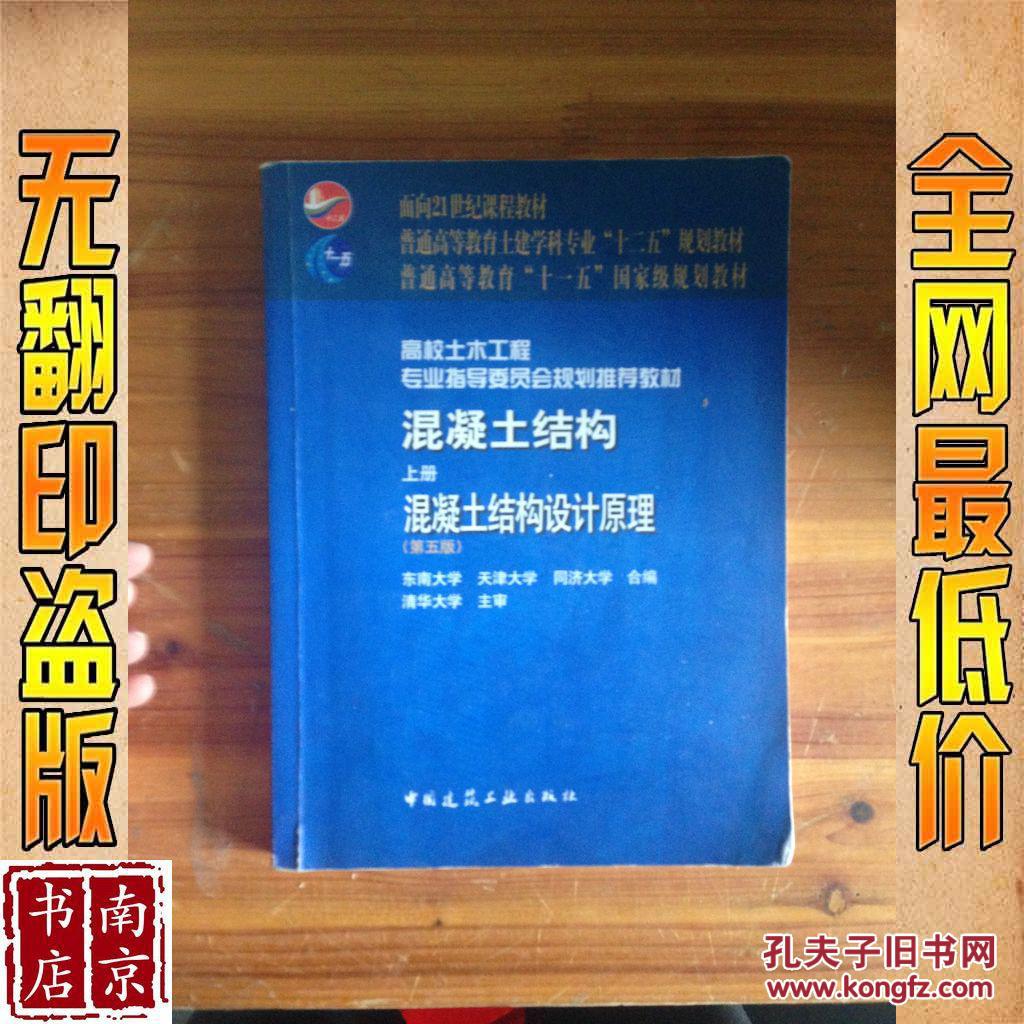 无翻印盗版
面向21世纪课程教材
普通高等教育土建学科专业“十二五”规划教材
普通高等教育“十一五”国家级规划教材
十一五
高校土木工程
专业指导委员会规划推荐教材
混凝土结构
上册
混凝土结构设计原理
(第五版)
东南大学 天津大学 同济大学 合编
清华大学 主审
中国建筑工业出版社
全网最低价
南京
书店
孔夫子旧书网
www.kongfz.com